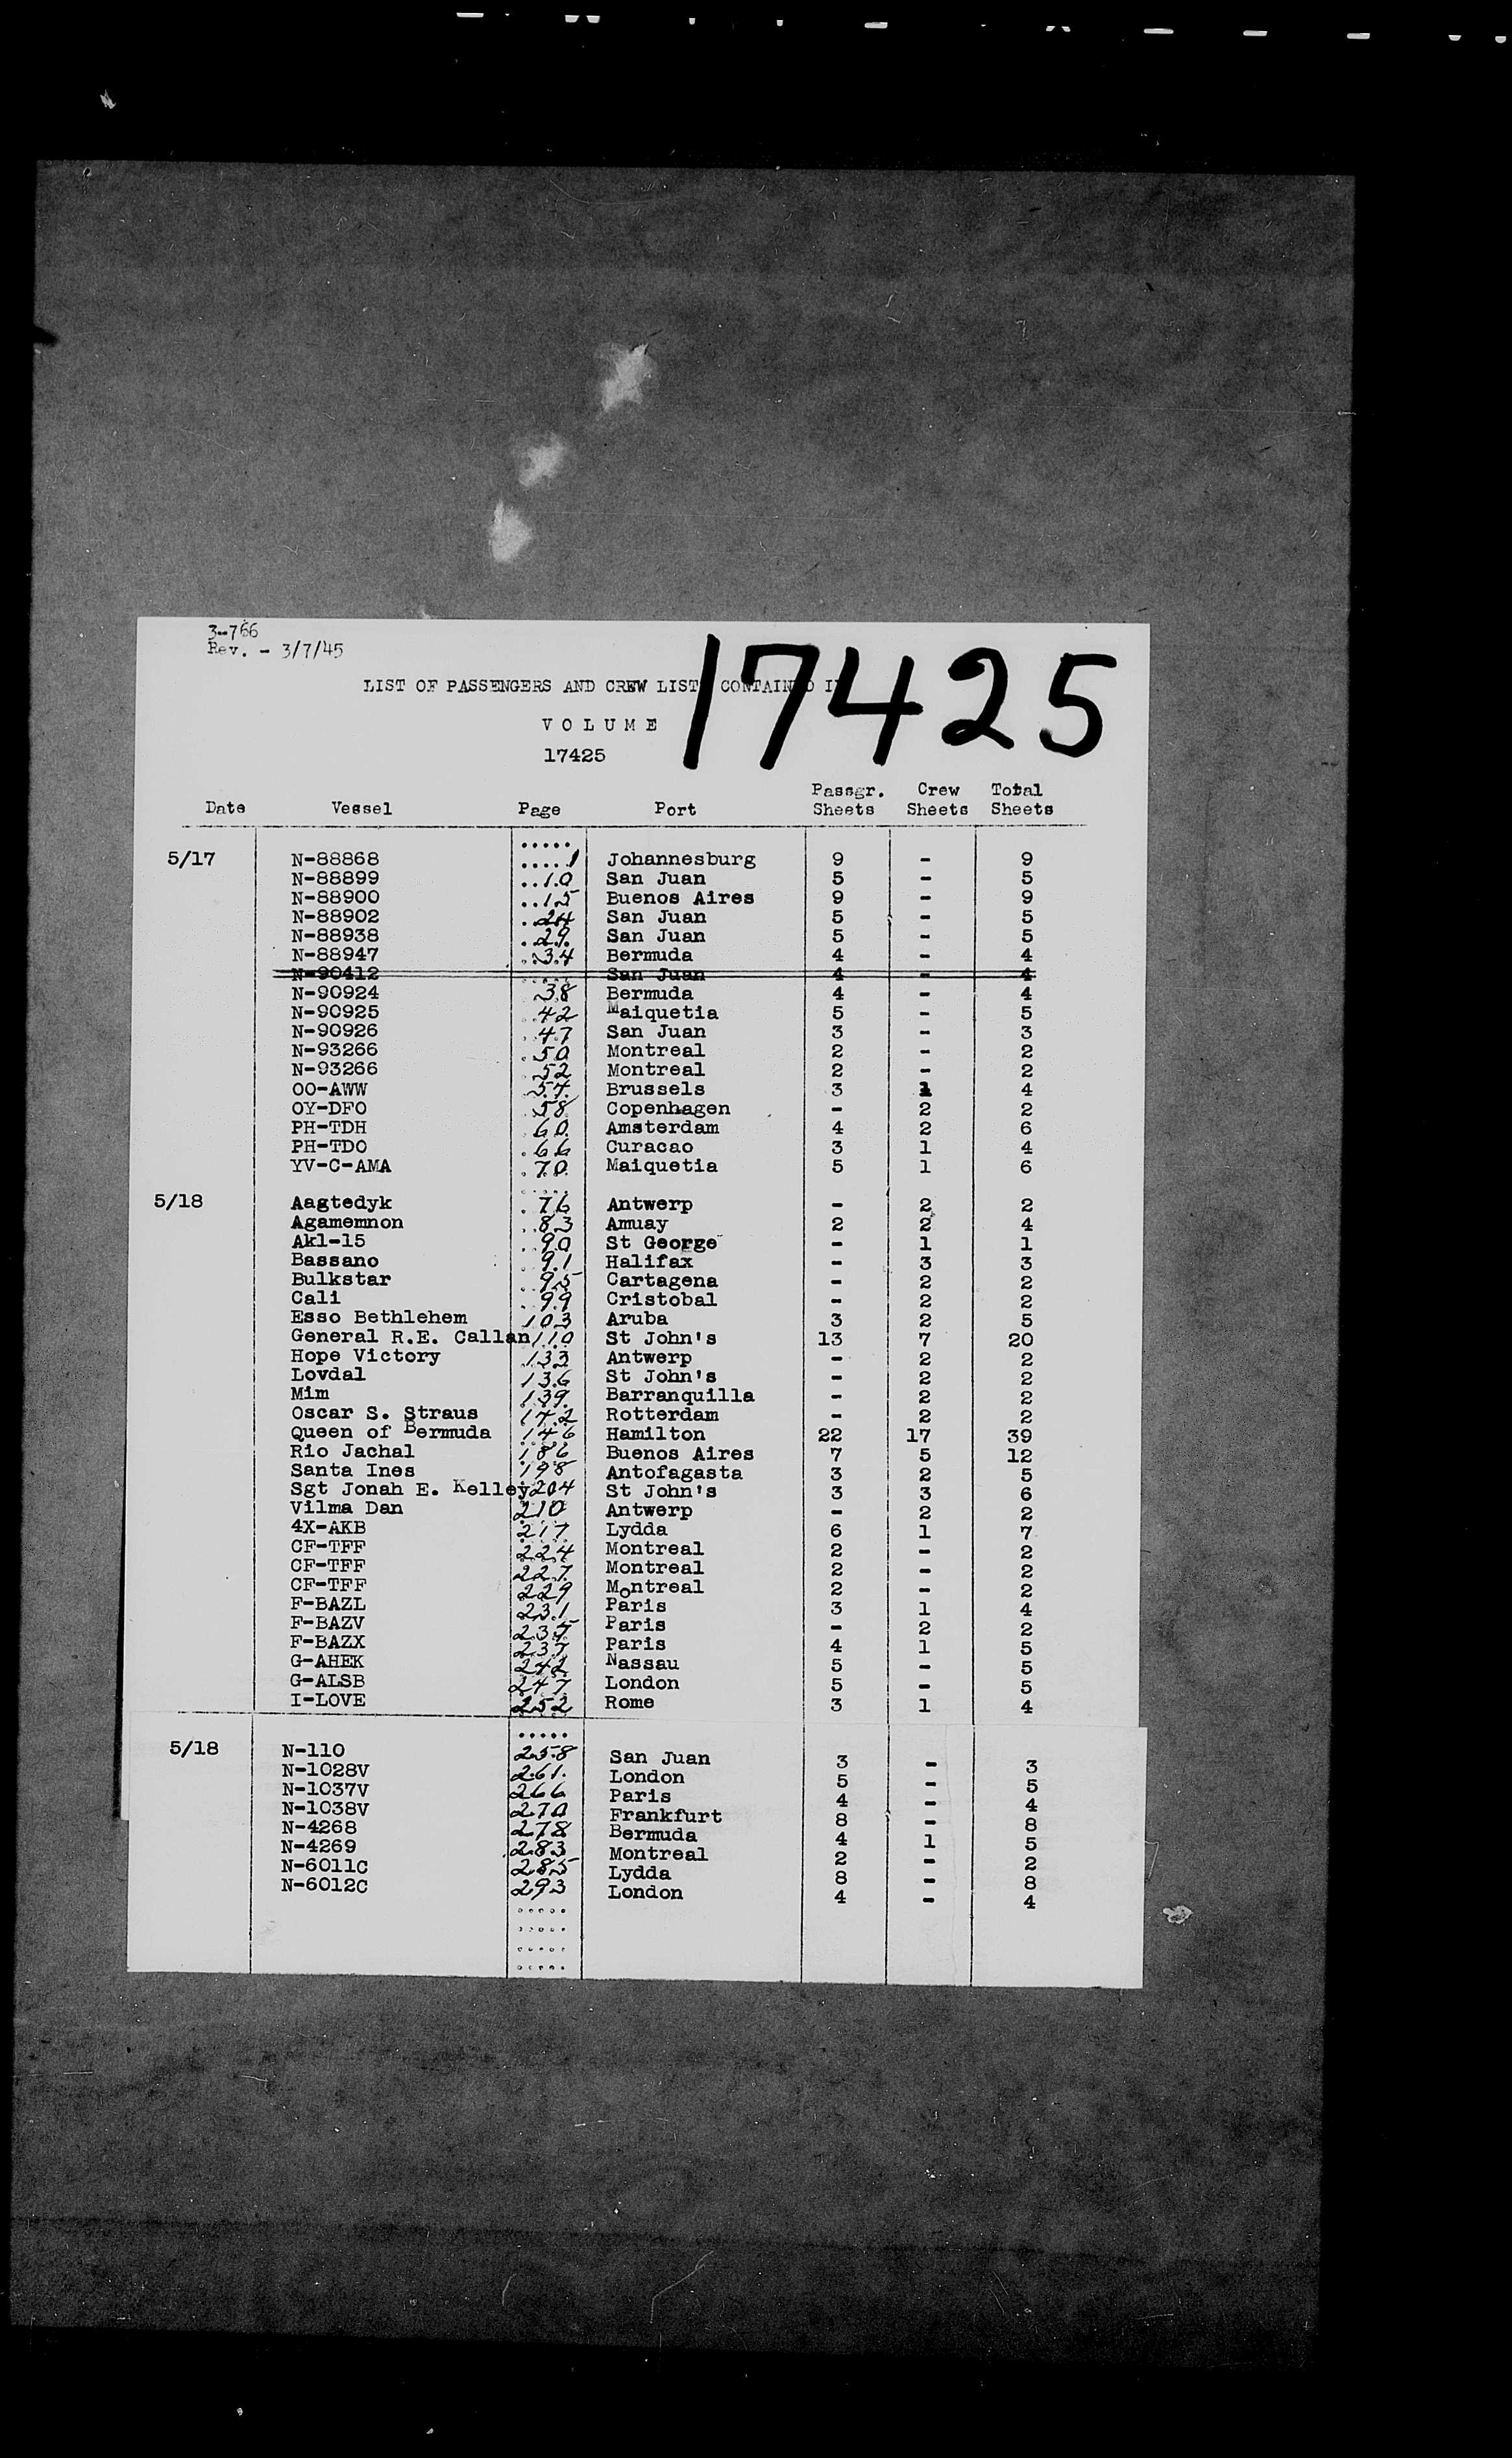 3-766
Rev. - 3/7/45
17425
LIST OF PASSENGERS AND CREW LISTS CONTAINED IN
VOLUME
17425
Date Vessel Page Port Passgr. Sheets Crew Sheets Total Sheets
5/17 N-88868 1 Johannesburg 9 - 9
N-88899 10 San Juan 5 - 5
N-88900 15 Buenos Aires 9 - 9
N-88902 24 San Juan 5 - 5
N-88938 29 San Juan 5 - 5
N-88947 34 Bermuda 4 - 4
N-90412 San Juan 4 - 4
N-90924 38 Bermuda 4 - 4
N-90925 42 Maiquetia 5 - 5
N-90926 47 San Juan 3 - 3
N-93266 50 Montreal 2 - 2
N-93266 52 Montreal 2 - 2
OO-AWW 54 Brussels 3 1 4
OY-DFO 58 Copenhagen - 2 2
PH-TDH 60 Amsterdam 4 2 6
PH-TDO 66 Curacao 3 1 4
YV-C-AMA 70 Maiquetia 5 1 6
5/18 Aagtedyk 76 Antwerp - 2 2
Agamemnon 83 Amuay 2 2 4
Akl-15 90 St George - 1 1
Bassano 91 Halifax - 3 3
Bulkstar 95 Cartagena - 2 2
Cali 99 Cristobal - 2 2
Esso Bethlehem 103 Aruba 3 2 5
General R.E. Callan 110 St John's 13 7 20
Hope Victory 133 Antwerp - 2 2
Lovdal 136 St John's - 2 2
Mim 139 Barranquilla - 2 2
Oscar S. Straus 142 Rotterdam - 2 2
Queen of Bermuda 146 Hamilton 22 17 39
Rio Jachal 186 Buenos Aires 7 5 12
Santa Ines 198 Antofagasta 3 2 5
Sgt Jonah E. Kelley 204 St John's 3 3 6
Vilma Dan 210 Antwerp - 2 2
4X-AKB 217 Lydda 6 1 7
CF-TFF 224 Montreal 2 - 2
CF-TFF 227 Montreal 2 - 2
CF-TFF 229 Montreal 2 - 2
F-BAZL 231 Paris 3 1 4
F-BAZV 235 Paris - 2 2
F-BAZX 237 Paris 4 1 5
G-AHEK 242 Nassau 5 - 5
G-ALSB 247 London 5 - 5
I-LOVE 252 Rome 3 1 4
5/18 N-110 258 San Juan 3 - 3
N-1028V 261 London 5 - 5
N-1037V 266 Paris 4 - 4
N-1038V 270 Frankfurt 8 - 8
N-4268 278 Bermuda 4 1 5
N-4269 283 Montreal 2 - 2
N-6011C 285 Lydda 8 - 8
N-6012C 293 London 4 - 4